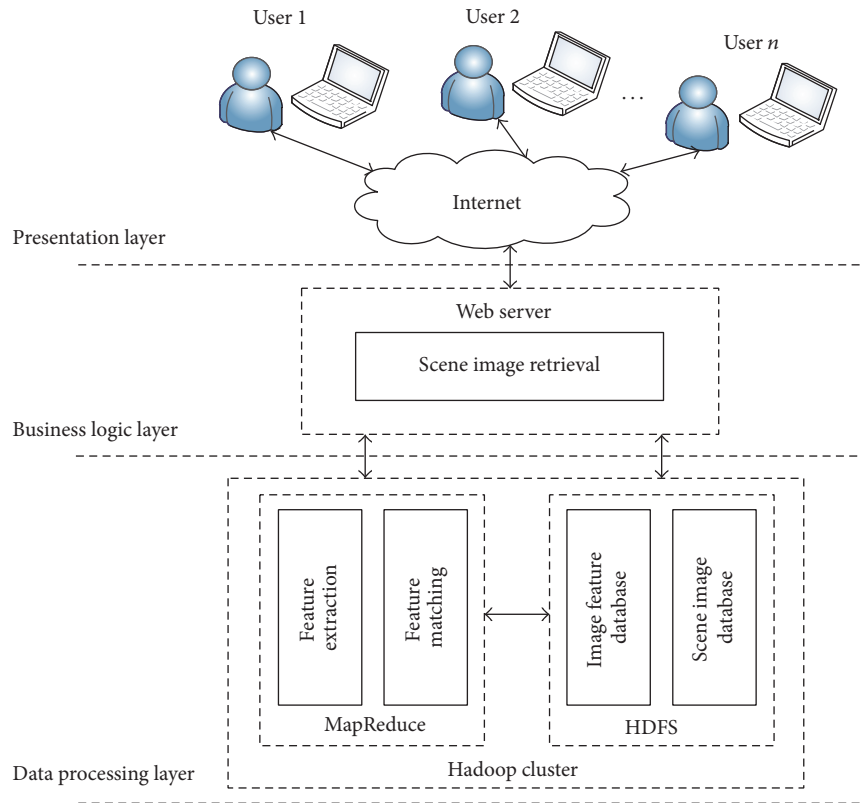 User 1
User 2
User n
...
Internet
Presentation layer
Web server
Scene image retrieval
Business logic layer
Feature
extraction
Feature
matching
Image feature
database
Scene image
database
MapReduce
HDFS
Hadoop cluster
Data processing layer